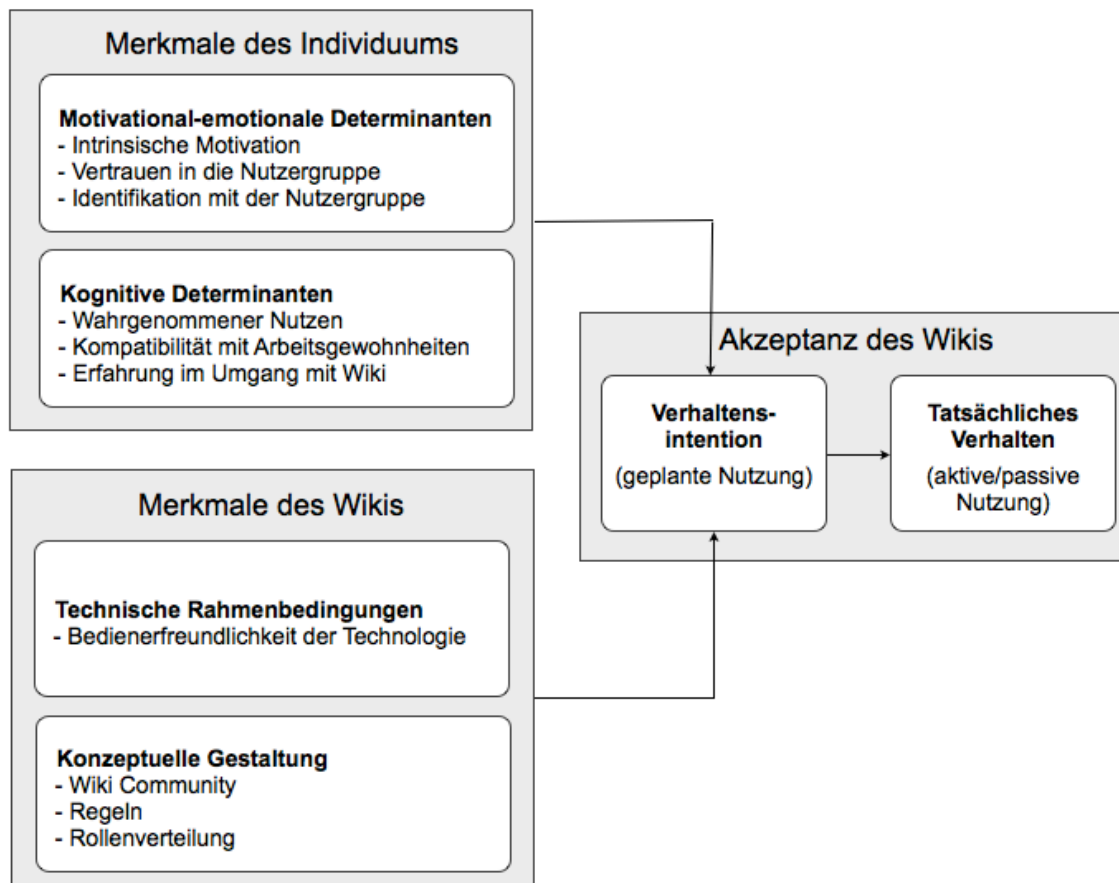 Merkmale des Individuums
Motivational-emotionale Determinanten
- Intrinsische Motivation
- Vertrauen in die Nutzergruppe
- Identifikation mit der Nutzergruppe
Kognitive Determinanten
- Wahrgenommener Nutzen
- Kompatibilität mit Arbeitsgewohnheiten
- Erfahrung im Umgang mit Wiki
Merkmale des Wikis
Technische Rahmenbedingungen
- Bedienerfreundlichkeit der Technologie
Konzeptuelle Gestaltung
- Wiki Community
- Regeln
- Rollenverteilung
Akzeptanz des Wikis
Verhaltens-
intention
(geplante Nutzung)
Tatsächliches
Verhalten
(aktive/passive
Nutzung)